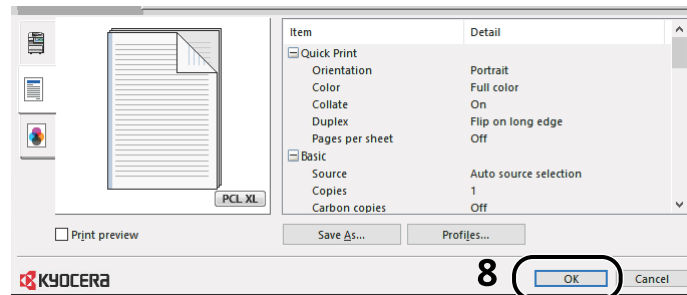 Item Detail
Quick Print
Orientation Portrait
Color Full color
Collate On
Duplex Flip on long edge
Pages per sheet Off
Basic
Source Auto source selection
Copies 1
Carbon copies Off
PCL XL
Print preview Save As... Profiles...
KYOCERA 8 OK Cancel